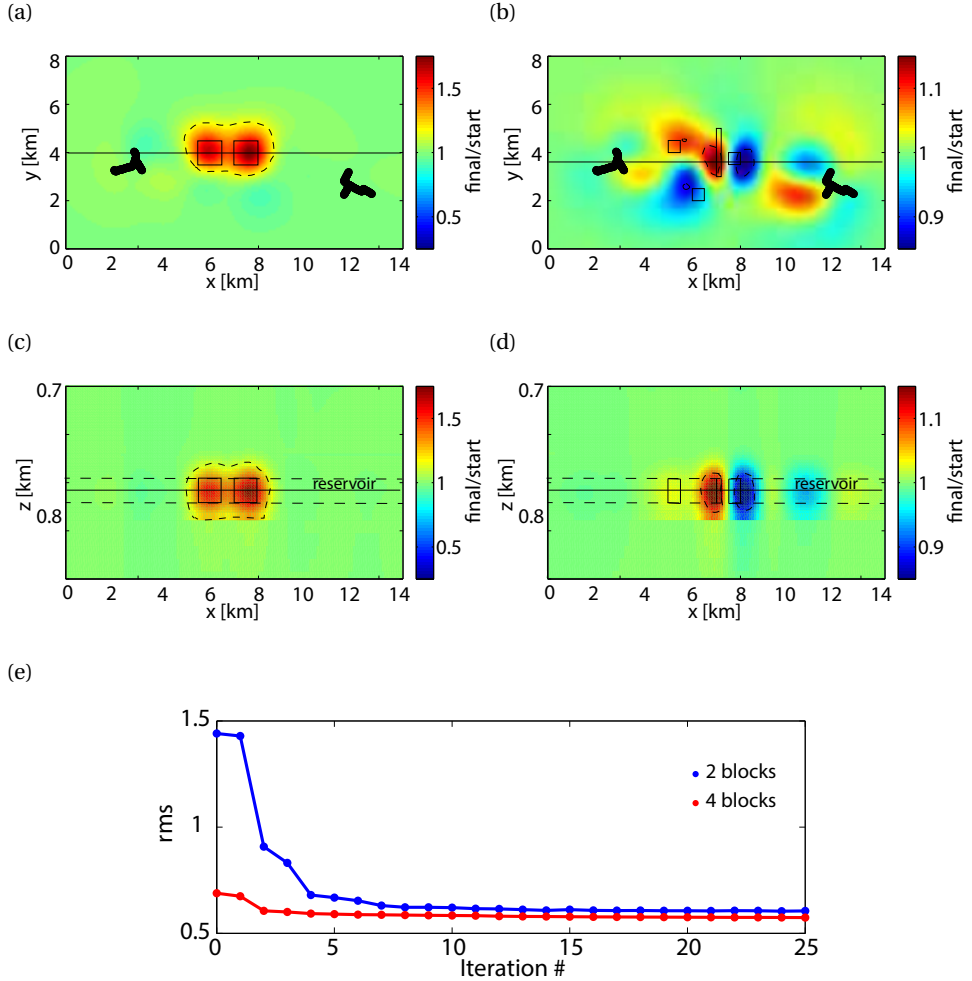 (a)
(b)
8
6
4
2
0
y [km]
0 2 4 6 8 10 12 14
x [km]
1.5
1
0.5
final/start
8
6
4
2
0
y [km]
0 2 4 6 8 10 12 14
x [km]
1.1
1
0.9
final/start
(c)
(d)
0.7
0.8
z [km]
reservoir
0 2 4 6 8 10 12 14
x [km]
1.5
1
0.5
final/start
0.7
0.8
z [km]
reservoir
0 2 4 6 8 10 12 14
x [km]
1.1
1
0.9
final/start
(e)
1.5
1
0.5
rms
2 blocks
4 blocks
0 5 10 15 20 25
Iteration #